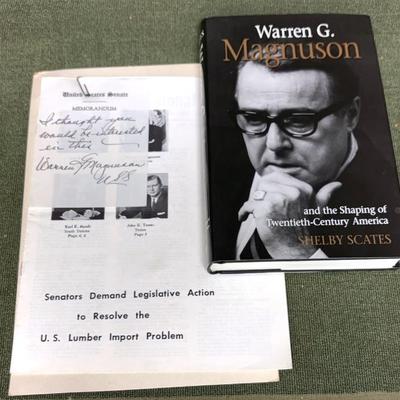 United States Senate
MEMORANDUM
I thought you
would be interested
in this
Warren G Magnuson
USS
Karl E. Mundt
South Dakota
John G. Tower
Texas
Senators Demand Legislative Action
to Resolve the
U. S. Lumber Import Problem
Warren G.
Magnuson
and the Shaping of
Twentieth-Century America
SHELBY SCATES